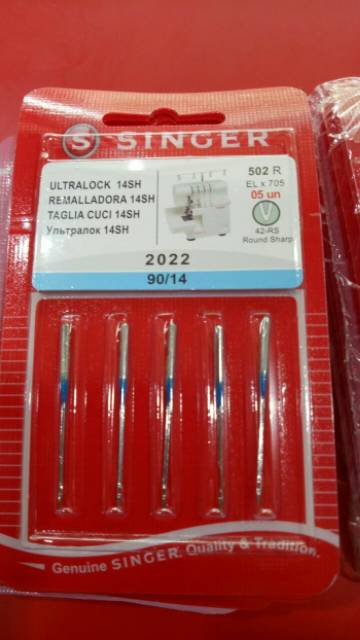 S SINGER
ULTRALOCK 14SH
REMALLADORA 14SH
TAGLIA CUCI 14SH
Ультралок 14SH
502 R
EL x 705
05 un
42-RS
Round Sharp
2022
90/14
Genuine SINGER. Quality & Tradition.